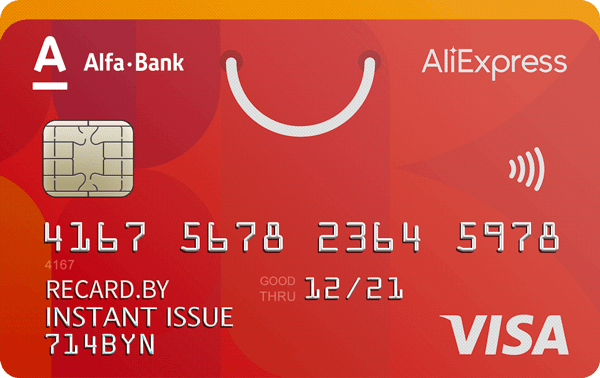 A Alfa·Bank AliExpress
4167 5678 2364 5978
4167
GOOD THRU 12/21
RECARD.BY
INSTANT ISSUE
714BYN
VISA